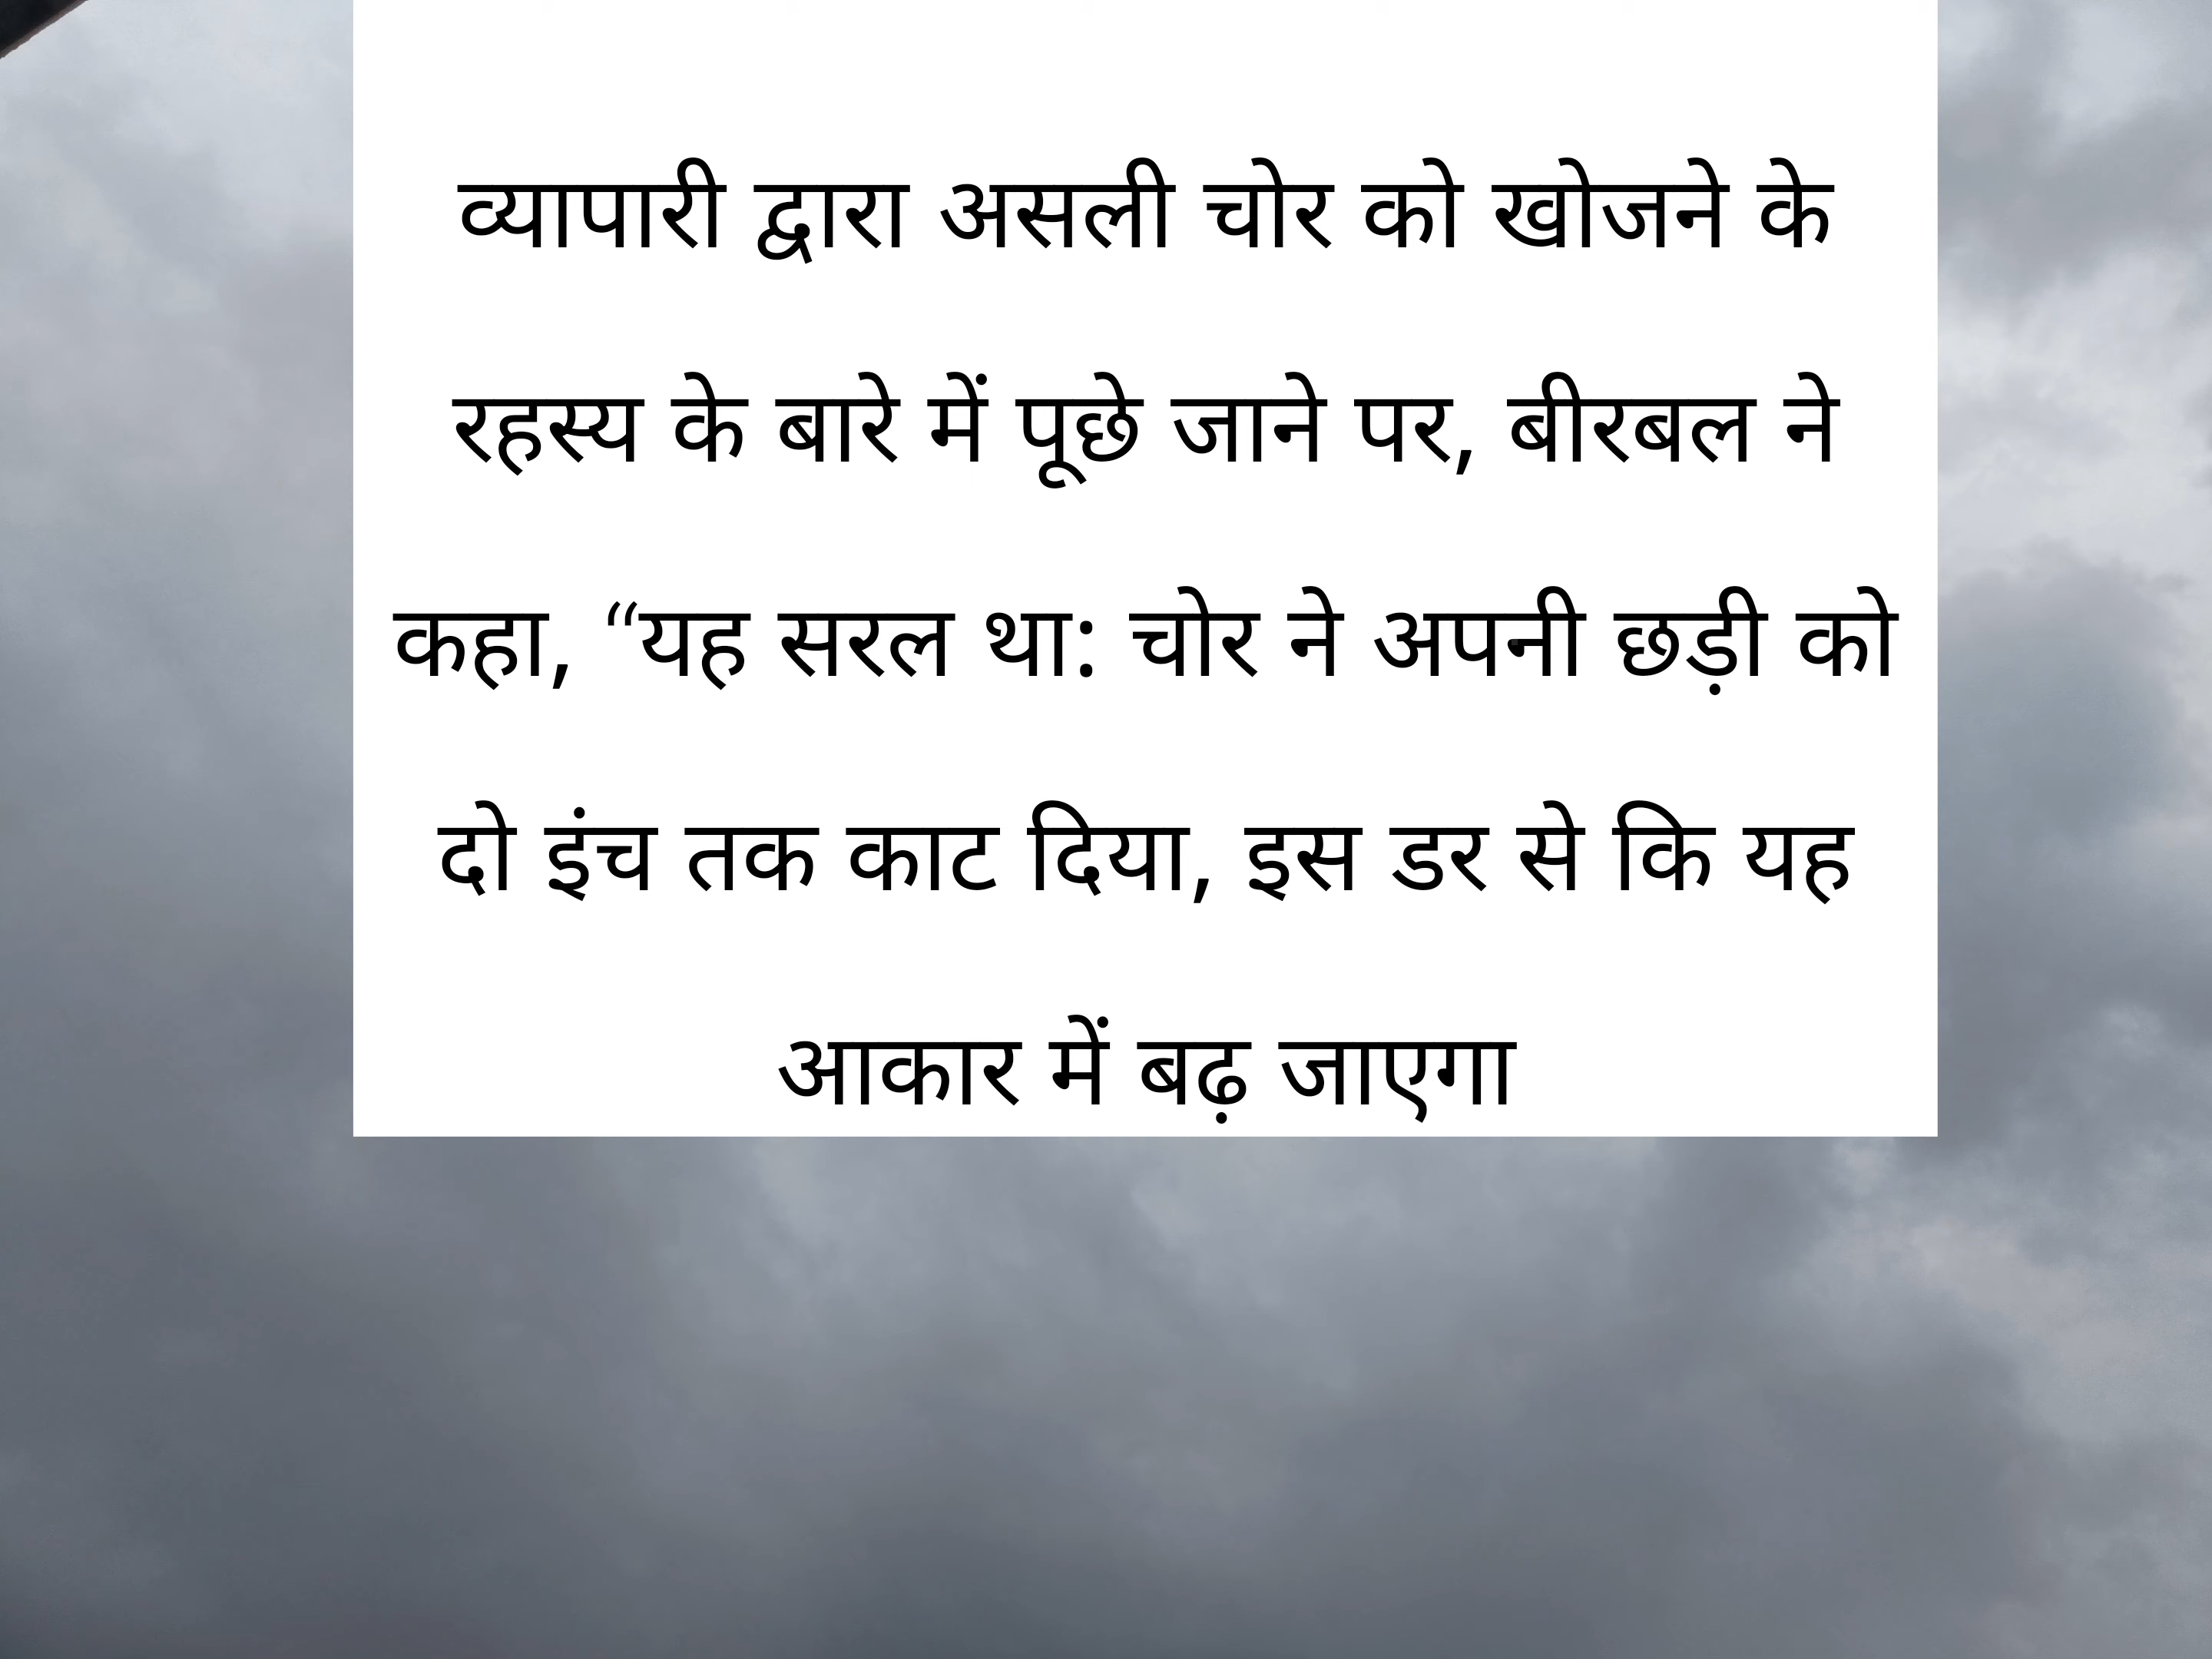 व्यापारी द्वारा असली चोर को खोजने के
रहस्य के बारे में पूछे जाने पर, बीरबल ने
कहा, “यह सरल था: चोर ने अपनी छड़ी को
दो इंच तक काट दिया, इस डर से कि यह
आकार में बढ़ जाएगा